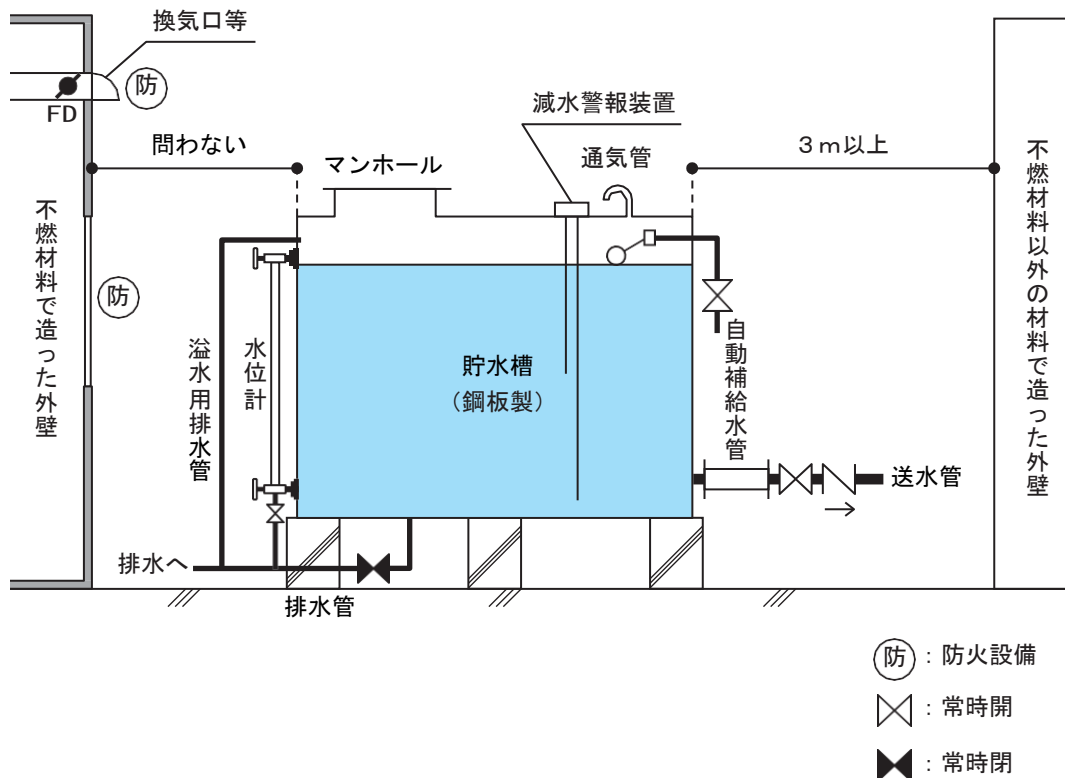 換気口等
防
FD
減水警報装置
問わない
マンホール
通気管
3m以上
不燃材料で造った外壁
防
溢水用排水管
水位計
貯水槽
（鋼板製）
自動補給水管
不燃材料以外の材料で造った外壁
送水管
排水へ
排水管
防：防火設備
：常時開
：常時閉